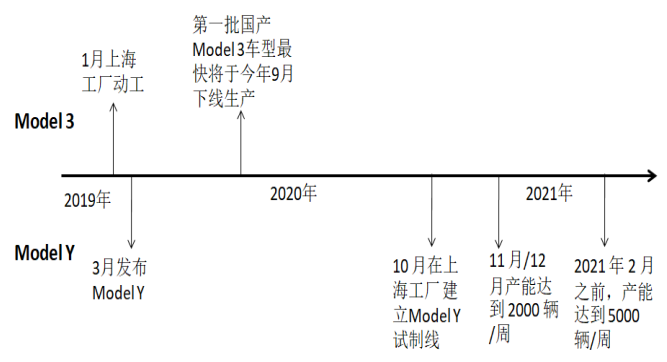 1月上海
工厂动工
第一批国产
Model 3车型最
快将于今年9月
下线生产
Model 3
2019年
2020年
2021年
Model Y
3月发布
Model Y
10月在上
海工厂建
立Model Y
试制线
11月/12
月产能达
到2000辆
/周
2021年2月
之前，产能
达到5000
辆/周